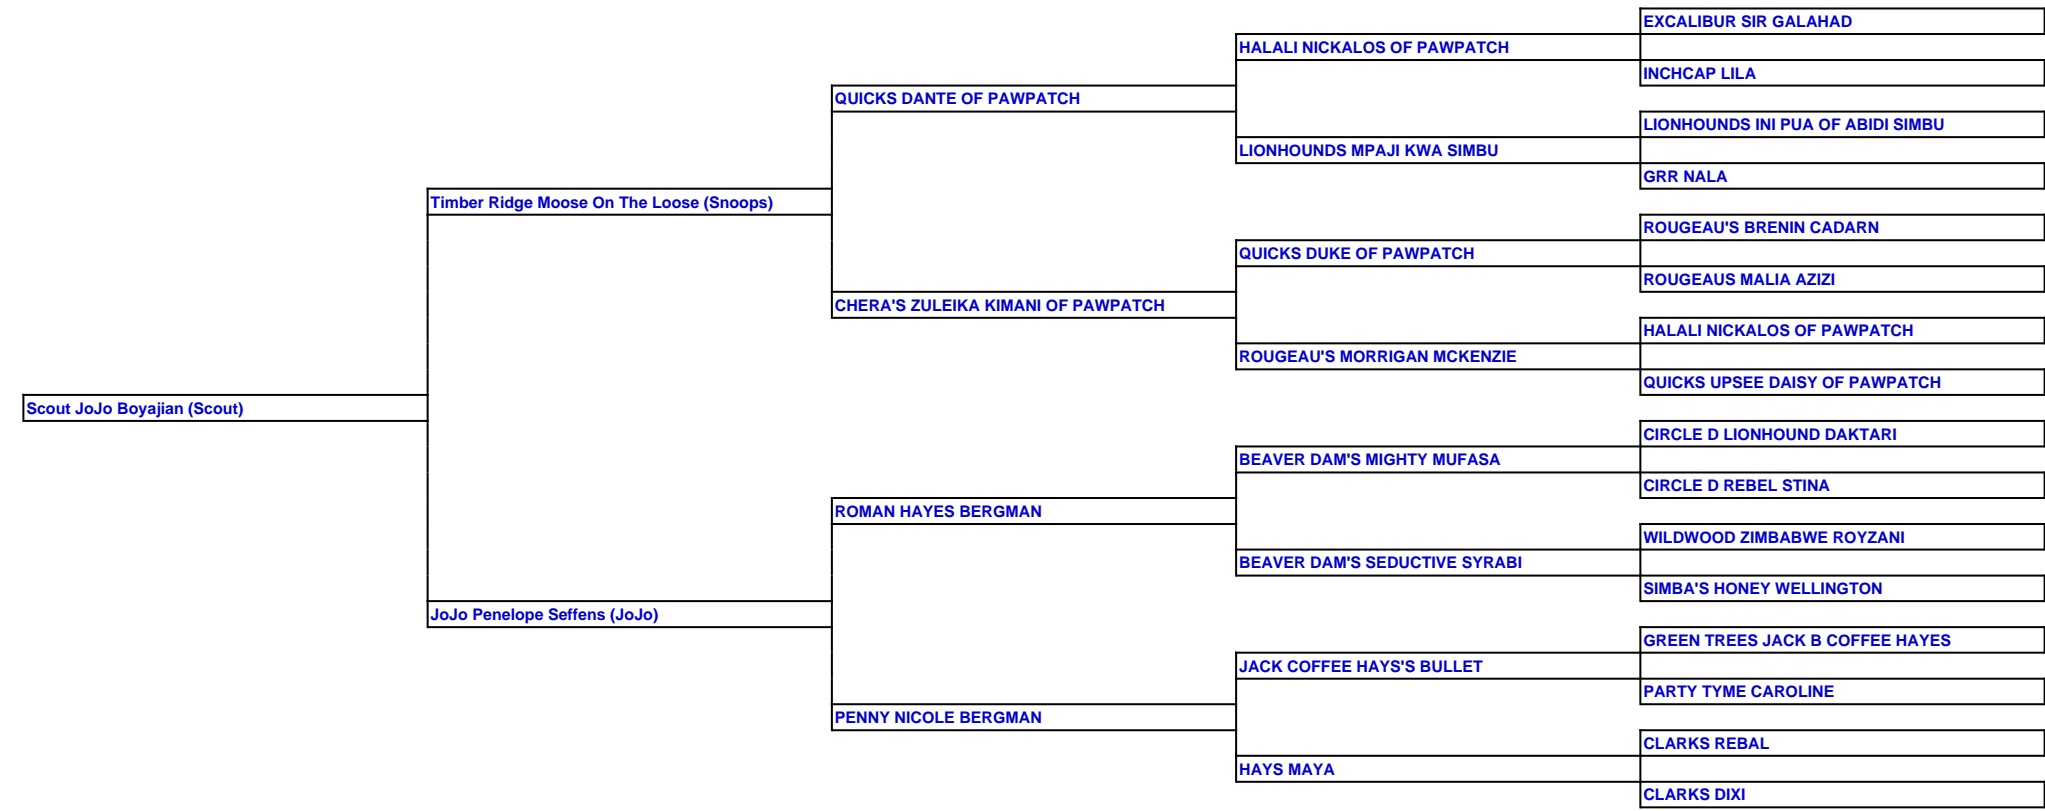 EXCALIBUR SIR GALAHAD
HALALI NICKALOS OF PAWPATCH
INCHCAP LILA
QUICKS DANTE OF PAWPATCH
LIONHOUNDS INI PUA OF ABIDI SIMBU
LIONHOUNDS MPAJI KWA SIMBU
GRR NALA
Timber Ridge Moose On The Loose (Snoops)
ROUGEAU'S BRENIN CADARN
QUICKS DUKE OF PAWPATCH
ROUGEAUS MALIA AZIZI
CHERA'S ZULEIKA KIMANI OF PAWPATCH
HALALI NICKALOS OF PAWPATCH
ROUGEAU'S MORRIGAN MCKENZIE
QUICKS UPSEE DAISY OF PAWPATCH
Scout JoJo Boyajian (Scout)
CIRCLE D LIONHOUND DAKTARI
BEAVER DAM'S MIGHTY MUFASA
CIRCLE D REBEL STINA
ROMAN HAYES BERGMAN
WILDWOOD ZIMBABWE ROYZANI
BEAVER DAM'S SEDUCTIVE SYRABI
SIMBA'S HONEY WELLINGTON
JoJo Penelope Seffens (JoJo)
GREEN TREES JACK B COFFEE HAYES
JACK COFFEE HAYS'S BULLET
PARTY TYME CAROLINE
PENNY NICOLE BERGMAN
CLARKS REBAL
HAYS MAYA
CLARKS DIXI